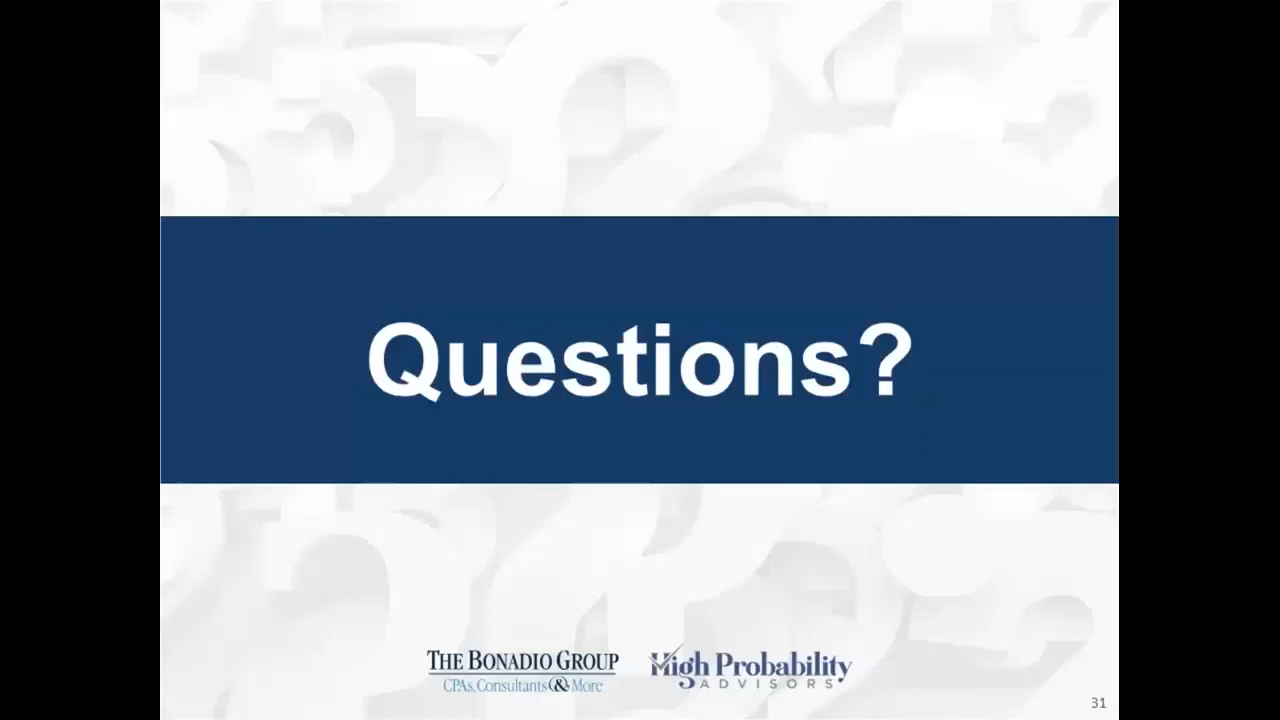 Questions?
THE BONADIO GROUP
CPAs, Consultants & More
High Probability
ADVISORS
31